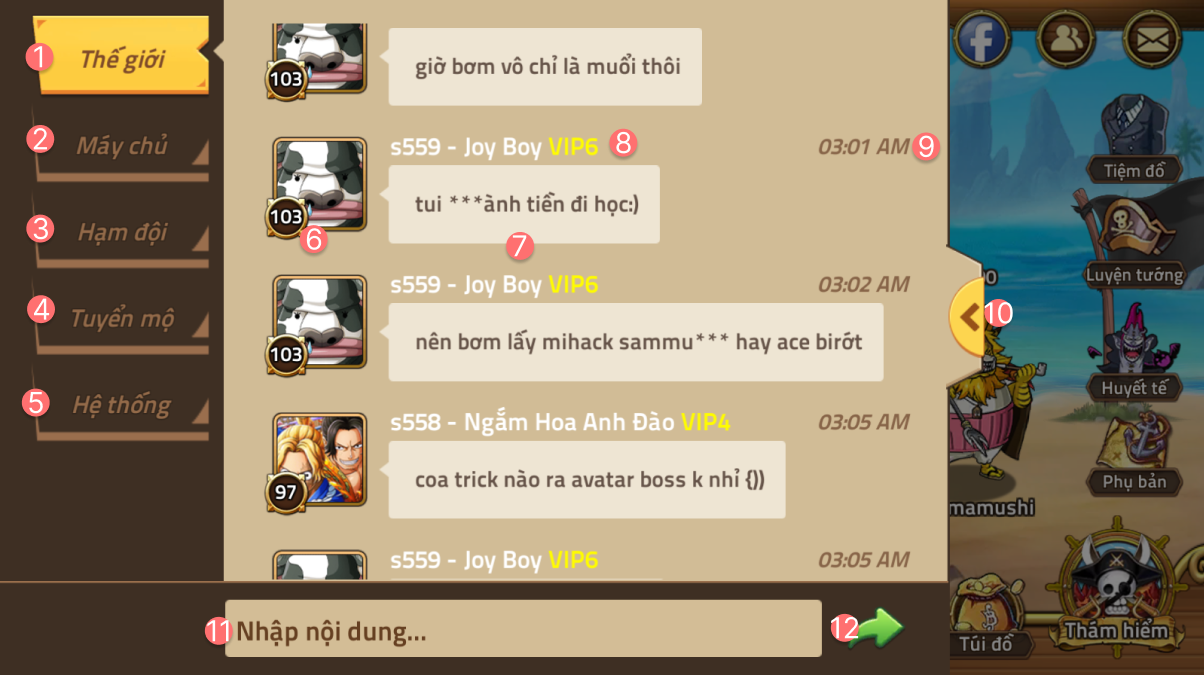 1 Thế giới
2 Máy chủ
3 Hạm đội
4 Tuyển mộ
5 Hệ thống
103
giờ bơm vô chỉ là muổi thôi
s559 - Joy Boy VIP6 8
03:01 AM 9
103
6
tui ***ành tiển đi học:)
7
s559 - Joy Boy VIP6
03:02 AM
103
nên bơm lấy mihack sammu*** hay ace birớt
s558 - Ngắm Hoa Anh Đào VIP4
03:05 AM
97
coa trick nào ra avatar boss k nhỉ {))
s559 - Joy Boy VIP6
03:05 AM
11 Nhập nội dung...
12
10
f
Tiệm đồ
Luyện tướng
Huyết tế
Phụ bản
mamushi
Túi đồ
Thám hiểm